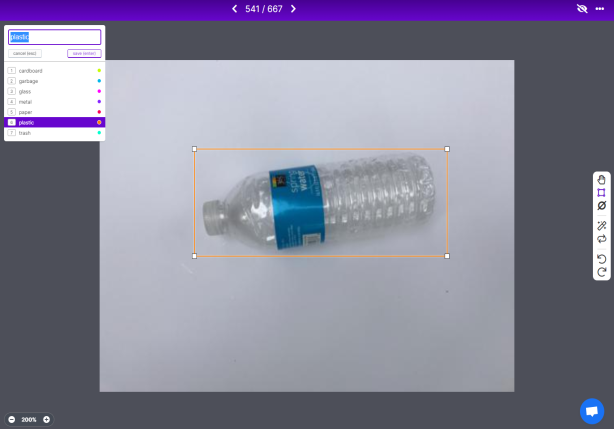 541 / 667
plastic
cancel (esc)
save (enter)
1 cardboard
2 garbage
3 glass
4 metal
5 paper
6 plastic
7 trash
200%